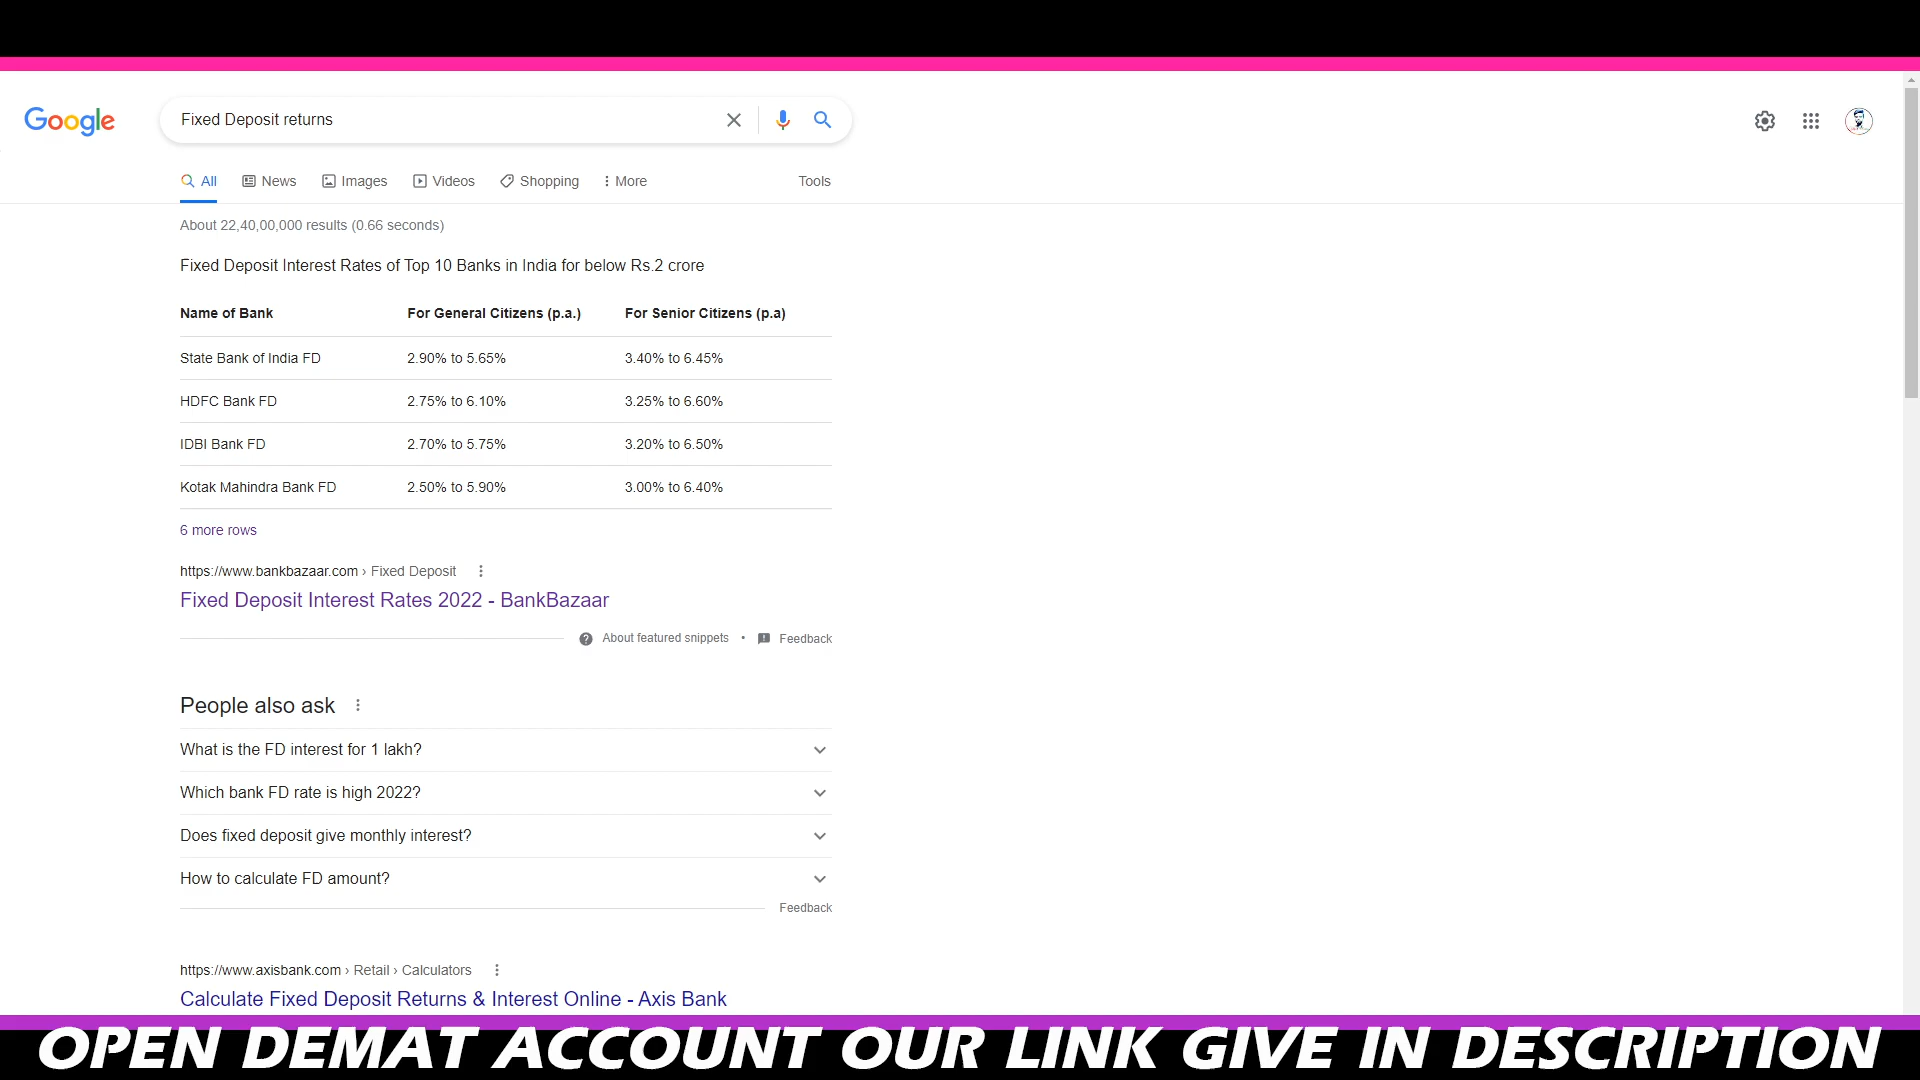 Google
Fixed Deposit returns
All News Images Videos Shopping More Tools
About 22,40,00,000 results (0.66 seconds)
Fixed Deposit Interest Rates of Top 10 Banks in India for below Rs.2 crore
Name of Bank For General Citizens (p.a.) For Senior Citizens (p.a)
State Bank of India FD 2.90% to 5.65% 3.40% to 6.45%
HDFC Bank FD 2.75% to 6.10% 3.25% to 6.60%
IDBI Bank FD 2.70% to 5.75% 3.20% to 6.50%
Kotak Mahindra Bank FD 2.50% to 5.90% 3.00% to 6.40%
6 more rows
https://www.bankbazaar.com › Fixed Deposit
Fixed Deposit Interest Rates 2022 - BankBazaar
About featured snippets • Feedback
People also ask
What is the FD interest for 1 lakh?
Which bank FD rate is high 2022?
Does fixed deposit give monthly interest?
How to calculate FD amount?
Feedback
https://www.axisbank.com › Retail › Calculators
Calculate Fixed Deposit Returns & Interest Online - Axis Bank
OPEN DEMAT ACCOUNT OUR LINK GIVE IN DESCRIPTION